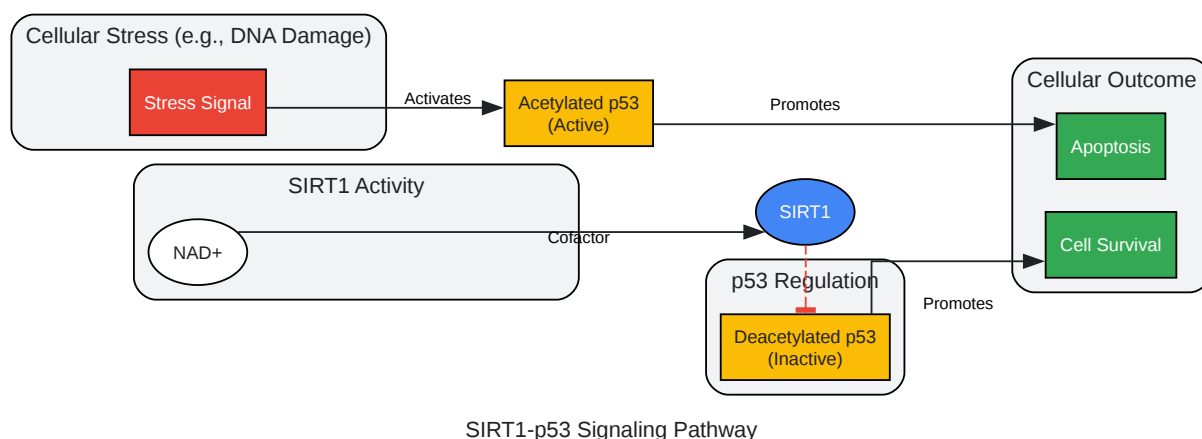 Cellular Stress (e.g., DNA Damage)
Stress Signal
Activates
Acetylated p53
(Active)
Promotes
Cellular Outcome
Apoptosis
SIRT1 Activity
NAD+
Cofactor
SIRT1
Cell Survival
p53 Regulation
Promotes
Deacetylated p53
(Inactive)
SIRT1-p53 Signaling Pathway